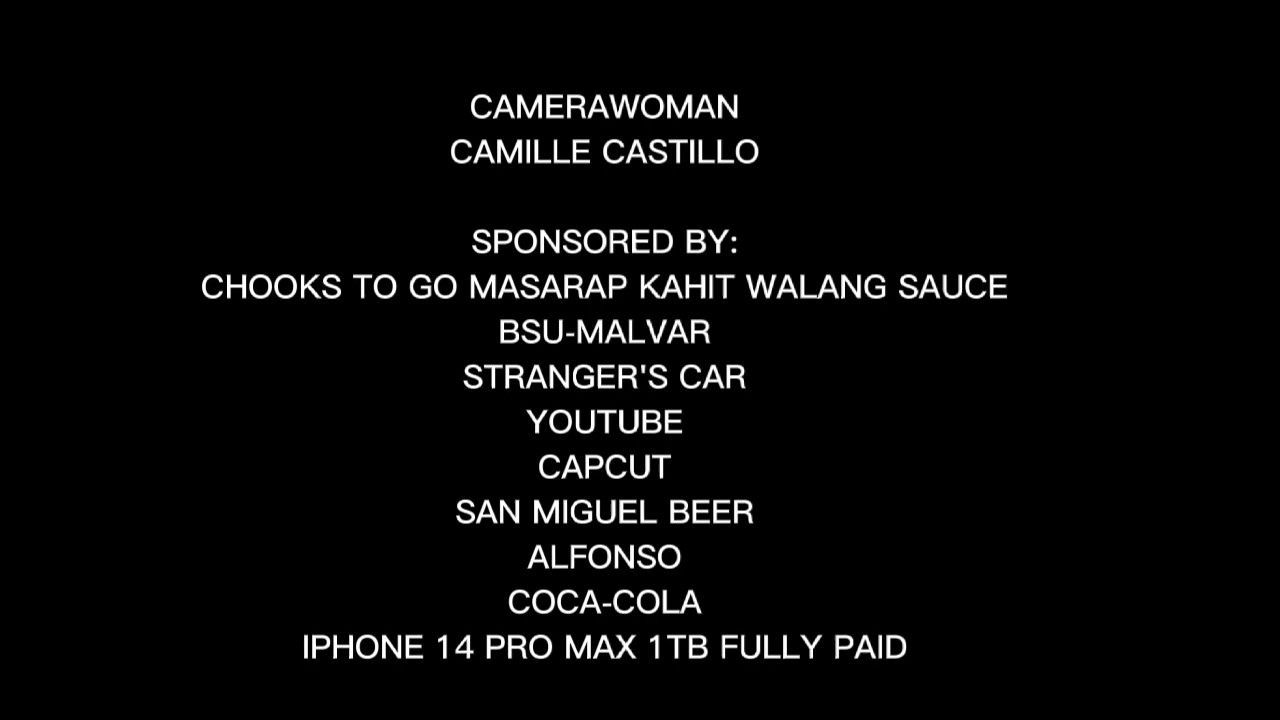 CAMERAWOMAN
CAMILLE CASTILLO
SPONSORED BY:
CHOOKS TO GO MASARAP KAHIT WALANG SAUCE
BSU-MALVAR
STRANGER'S CAR
YOUTUBE
CAPCUT
SAN MIGUEL BEER
ALFONSO
COCA-COLA
IPHONE 14 PRO MAX 1TB FULLY PAID